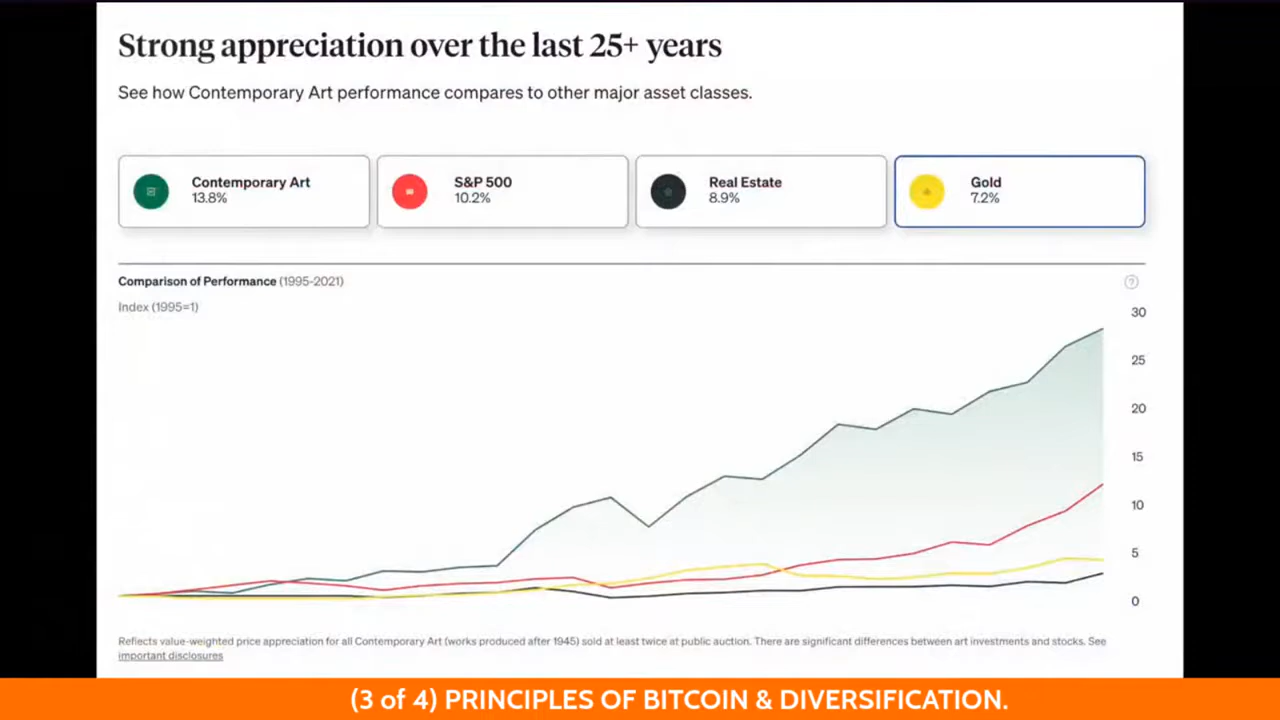 Strong appreciation over the last 25+ years
See how Contemporary Art performance compares to other major asset classes.
Contemporary Art
13.8%
S&P 500
10.2%
Real Estate
8.9%
Gold
7.2%
Comparison of Performance (1995-2021)
?
Index (1995=1)
30
25
20
15
10
5
0
Reflects value-weighted price appreciation for all Contemporary Art (works produced after 1945) sold at least twice at public auction. There are significant differences between art investments and stocks. See
important disclosures
(3 of 4) PRINCIPLES OF BITCOIN & DIVERSIFICATION.